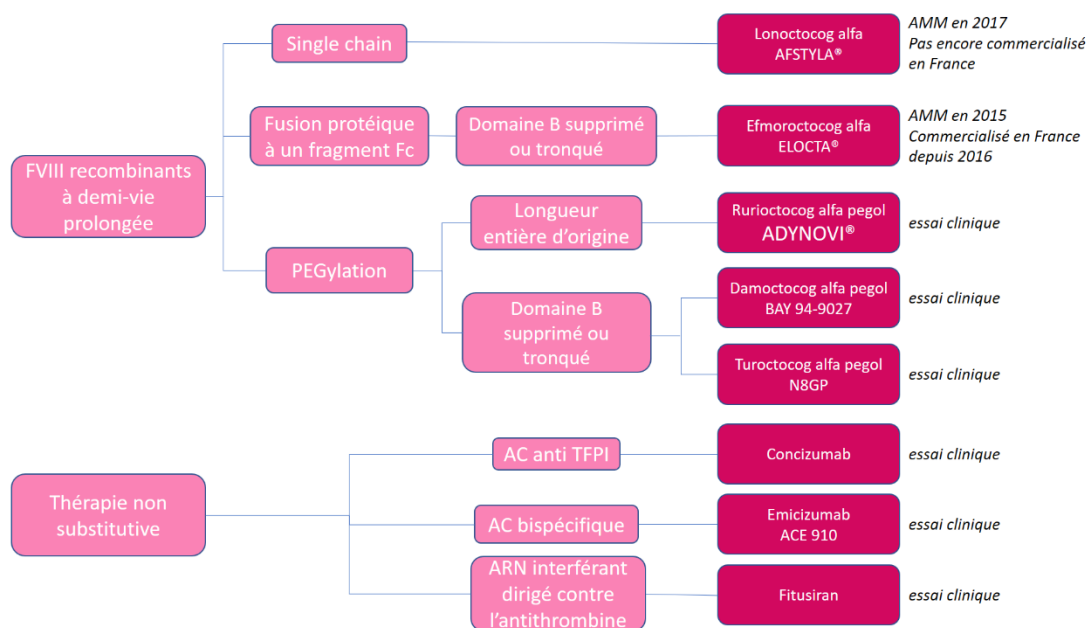 Single chain
Lonoctocog alfa
AFSTYLA®
AMM en 2017
Pas encore commercialisé
en France
FVIII recombinants
à demi-vie
prolongée
Fusion protéique
à un fragment Fc
Domaine B supprimé
ou tronqué
Efmoroctocog alfa
ELOCTA®
AMM en 2015
Commercialisé en France
depuis 2016
PEGylation
Longueur
entière d'origine
Rurioctocog alfa pegol
ADYNOVI®
essai clinique
Domaine B
supprimé ou
tronqué
Damoctocog alfa pegol
BAY 94-9027
essai clinique
Turoctocog alfa pegol
N8GP
essai clinique
Thérapie non
substitutive
AC anti TFPI
Concizumab
essai clinique
AC bispécifique
Emicizumab
ACE 910
essai clinique
ARN interférant
dirigé contre
l'antithrombine
Fitusiran
essai clinique